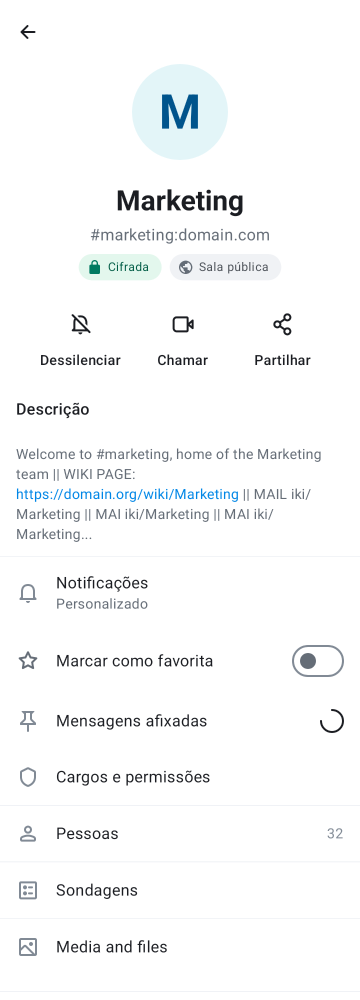 M
Marketing
#marketing:domain.com
Cifrada
Sala pública
Dessilenciar
Chamar
Partilhar
Descrição
Welcome to #marketing, home of the Marketing
team || WIKI PAGE:
https://domain.org/wiki/Marketing || MAIL iki/
Marketing || MAI iki/Marketing || MAI iki/
Marketing...
Notificações
Personalizado
Marcar como favorita
Mensagens afixadas
Cargos e permissões
Pessoas
32
Sondagens
Media and files